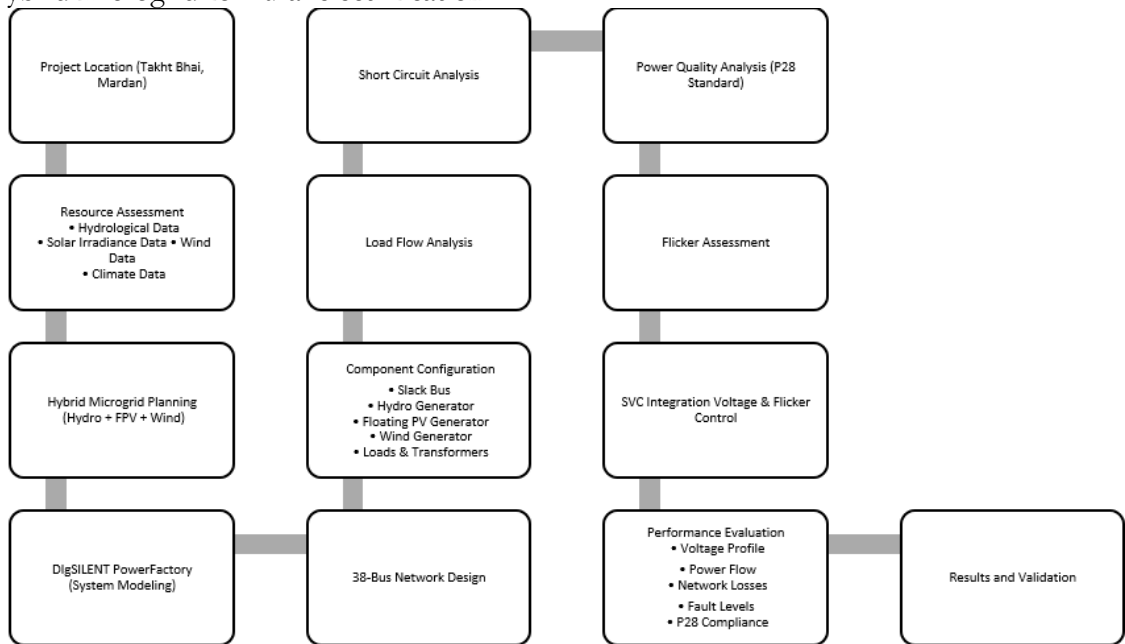 Project Location (Takht Bhai,
Mardan)
Resource Assessment
• Hydrological Data
• Solar Irradiance Data • Wind
Data
• Climate Data
Hybrid Microgrid Planning
(Hydro + FPV + Wind)
DIgSILENT PowerFactory
(System Modeling)
38-Bus Network Design
Component Configuration
• Slack Bus
• Hydro Generator
• Floating PV Generator
• Wind Generator
• Loads & Transformers
Load Flow Analysis
Short Circuit Analysis
Power Quality Analysis (P28
Standard)
Flicker Assessment
SVC Integration Voltage & Flicker
Control
Performance Evaluation
• Voltage Profile
• Power Flow
• Network Losses
• Fault Levels
• P28 Compliance
Results and Validation